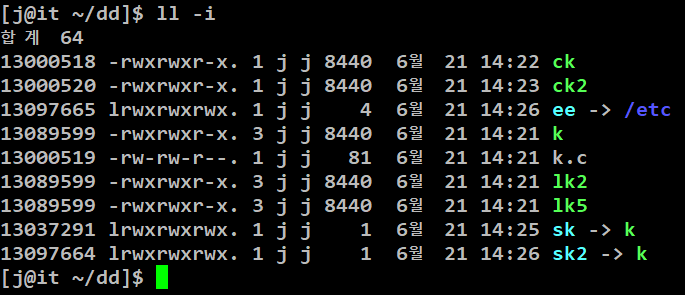 [j@it ~/dd]$ ll -i
합계 64
13000518 -rwxrwxr-x. 1 j j 8440  6월  21 14:22 ck
13000520 -rwxrwxr-x. 1 j j 8440  6월  21 14:23 ck2
13097665 lrwxrwxrwx. 1 j j    4  6월  21 14:26 ee -> /etc
13089599 -rwxrwxr-x. 3 j j 8440  6월  21 14:21 k
13000519 -rw-rw-r--. 1 j j   81  6월  21 14:21 k.c
13089599 -rwxrwxr-x. 3 j j 8440  6월  21 14:21 lk2
13089599 -rwxrwxr-x. 3 j j 8440  6월  21 14:21 lk5
13037291 lrwxrwxrwx. 1 j j    1  6월  21 14:25 sk -> k
13097664 lrwxrwxrwx. 1 j j    1  6월  21 14:26 sk2 -> k
[j@it ~/dd]$